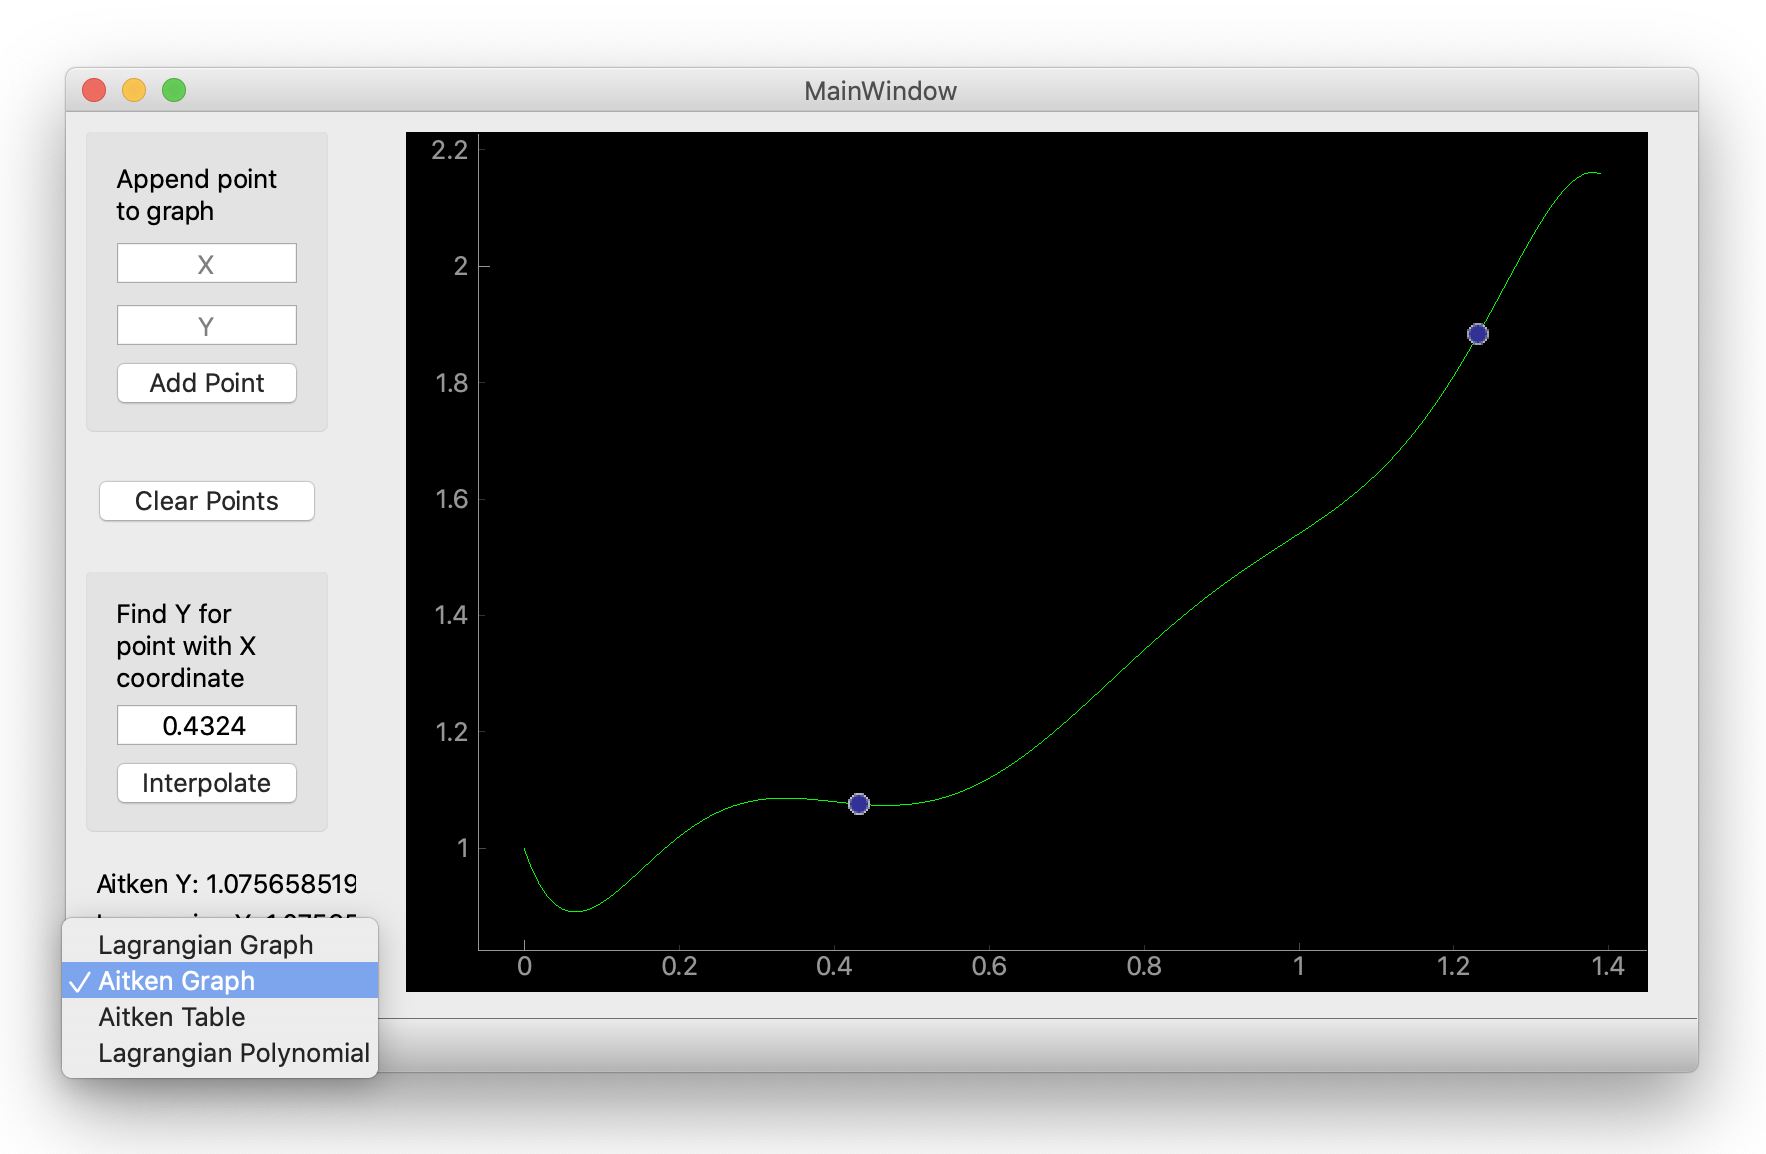 MainWindow
Append point
to graph
X
Y
Add Point
Clear Points
Find Y for
point with X
coordinate
0.4324
Interpolate
Aitken Y: 1.075658519
Lagrangian Graph
✓ Aitken Graph
Aitken Table
Lagrangian Polynomial
2.2
2
1.8
1.6
1.4
1.2
1
0 0.2 0.4 0.6 0.8 1 1.2 1.4